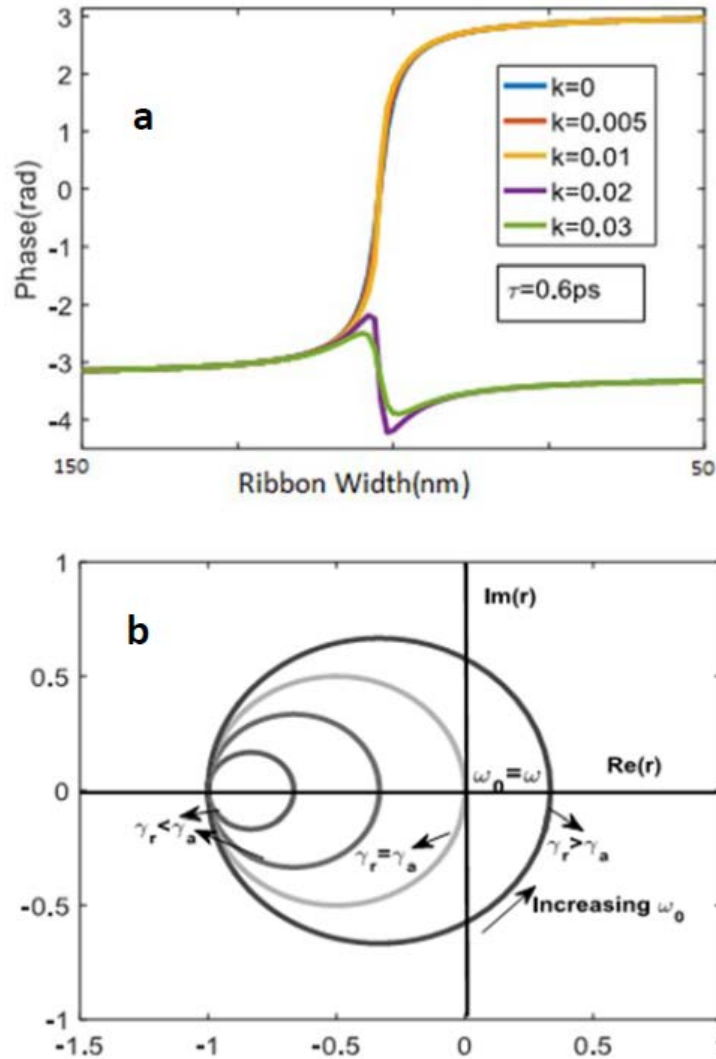 3
2
1
0
-1
-2
-3
-4
Phase(rad)
a
k=0
k=0.005
k=0.01
k=0.02
k=0.03
τ=0.6ps
150
Ribbon Width(nm)
50
b
1
0.5
0
-0.5
-1
Im(r)
Re(r)
ω₀=ω
γᵣ<γₐ
γᵣ=γₐ
γᵣ>γₐ
Increasing ω₀
-1.5 -1 -0.5 0 0.5